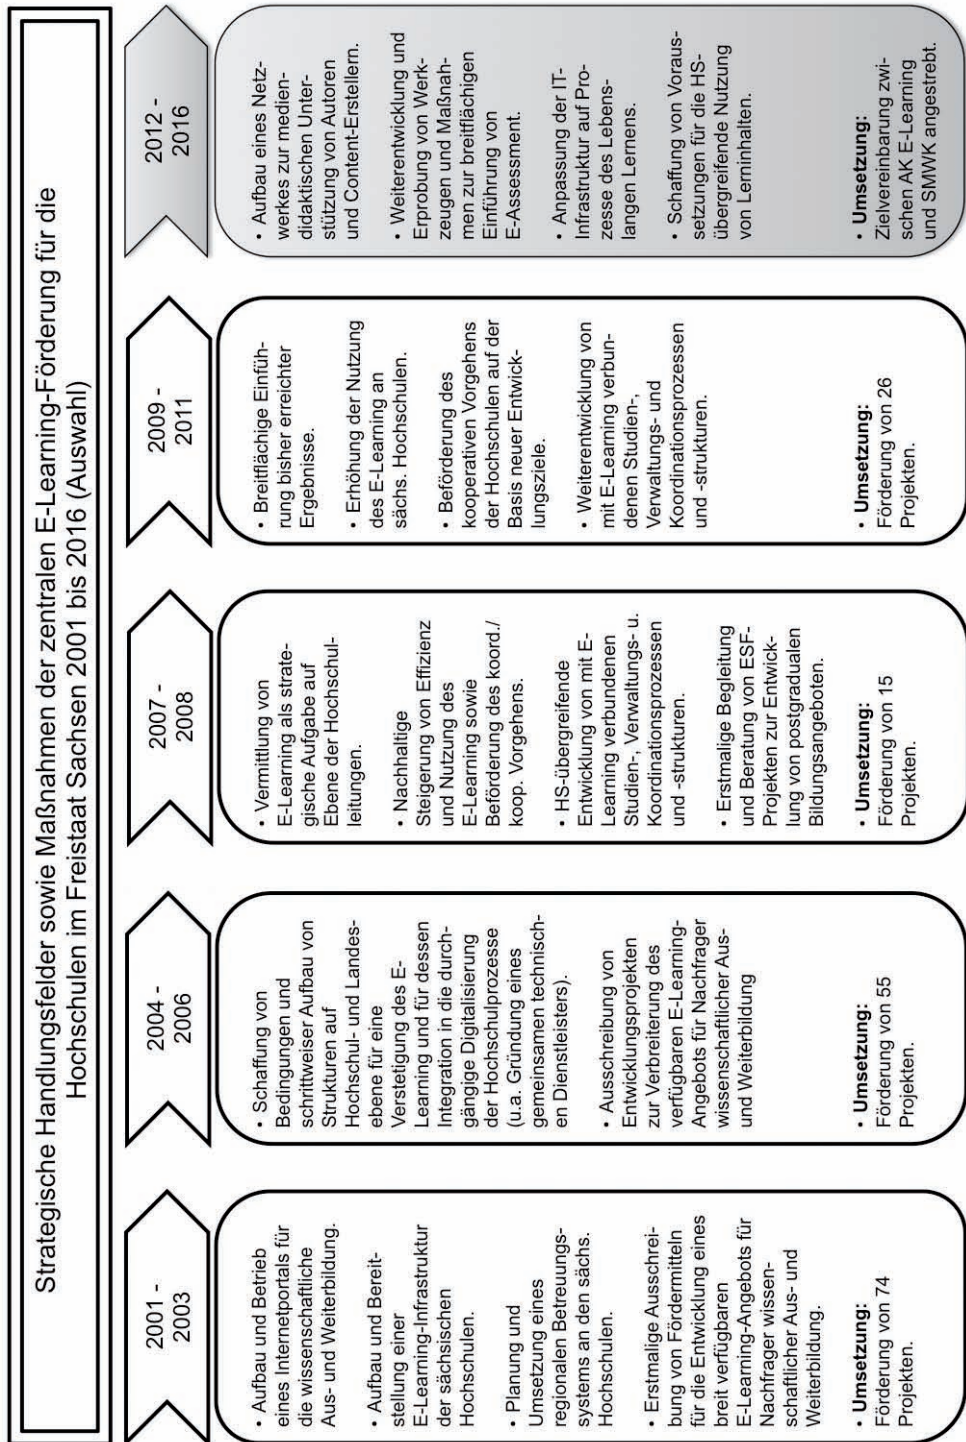 Strategische Handlungsfelder sowie Maßnahmen der zentralen E-Learning-Förderung für die
Hochschulen im Freistaat Sachsen 2001 bis 2016 (Auswahl)
2001 -
2003
• Aufbau und Betrieb
eines Internetportals für
die wissenschaftliche
Aus- und Weiterbildung.
• Aufbau und Bereit-
stellung einer
E-Learning-Infrastruktur
der sächsischen
Hochschulen.
• Planung und
Umsetzung eines
regionalen Betreuungs-
systems an den sächs.
Hochschulen.
• Erstmalige Ausschrei-
bung von Fördermitteln
für die Entwicklung eines
breit verfügbaren
E-Learning-Angebots für
Nachfrager wissen-
schaftlicher Aus- und
Weiterbildung.
• Umsetzung:
Förderung von 74
Projekten.
2004 -
2006
• Schaffung von
Bedingungen und
schrittweiser Aufbau von
Strukturen auf
Hochschul- und Landes-
ebene für eine
Verstetigung des E-
Learning und für dessen
Integration in die durch-
gängige Digitalisierung
der Hochschulprozesse
(u.a. Gründung eines
gemeinsamen technisch-
en Dienstleisters).
• Ausschreibung von
Entwicklungsprojekten
zur Verbreiterung des
verfügbaren E-Learning-
Angebots für Nachfrager
wissenschaftlicher Aus-
und Weiterbildung
• Umsetzung:
Förderung von 55
Projekten.
2007 -
2008
• Vermittlung von
E-Learning als strate-
gische Aufgabe auf
Ebene der Hochschul-
leitungen.
• Nachhaltige
Steigerung von Effizienz
und Nutzung des
E-Learning sowie
Beförderung des koord./
koop. Vorgehens.
• HS-übergreifende
Entwicklung von mit E-
Learning verbundenen
Studien-, Verwaltungs- u.
Koordinationsprozessen
und -strukturen.
• Erstmalige Begleitung
und Beratung von ESF-
Projekten zur Entwick-
lung von postgradualen
Bildungsangeboten.
• Umsetzung:
Förderung von 15
Projekten.
2009 -
2011
• Breitflächige Einfüh-
rung bisher erreichter
Ergebnisse.
• Erhöhung der Nutzung
des E-Learning an
sächs. Hochschulen.
• Beförderung des
kooperativen Vorgehens
der Hochschulen auf der
Basis neuer Entwick-
lungsziele.
• Weiterentwicklung von
mit E-Learning verbun-
denen Studien-,
Verwaltungs- und
Koordinationsprozessen
und -strukturen.
• Umsetzung:
Förderung von 26
Projekten.
2012 -
2016
• Aufbau eines Netz-
werkes zur medien-
didaktischen Unter-
stützung von Autoren
und Content-Erstellern.
• Weiterentwicklung und
Erprobung von Werk-
zeugen und Maßnah-
men zur breitflächigen
Einführung von
E-Assessment.
• Anpassung der IT-
Infrastruktur auf Pro-
zesse des Lebens-
langen Lernens.
• Schaffung von Voraus-
setzungen für die HS-
übergreifende Nutzung
von Lerninhalten.
• Umsetzung:
Zielvereinbarung zwi-
schen AK E-Learning
und SMWK angestrebt.